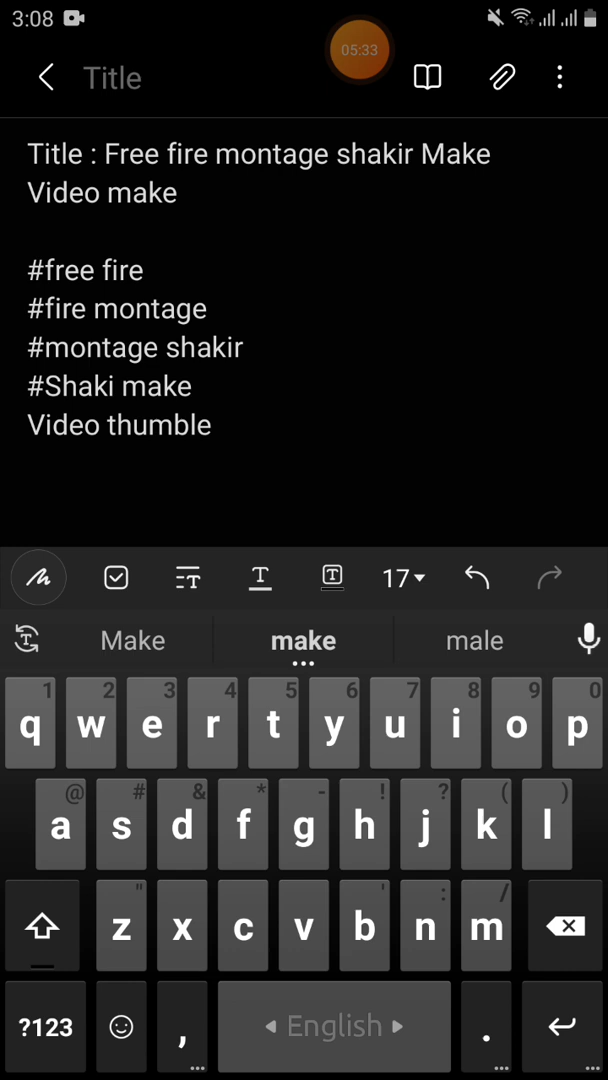 3:08
05:33
Title
Title : Free fire montage shakir Make
Video make
#free fire
#fire montage
#montage shakir
#Shaki make
Video thumble
17
Make make male
1 2 3 4 5 6 7 8 9 0
q w e r t y u i o p
@ # & * - ! ? ( )
a s d f g h j k l
" ' : /
z x c v b n m
?123 , English .